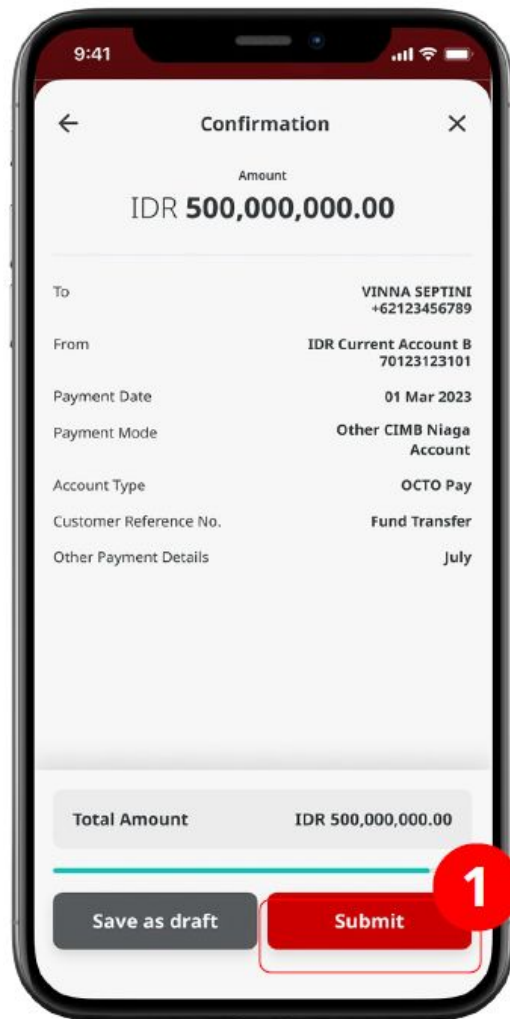 9:41
Confirmation
Amount
IDR 500,000,000.00
To
VINNA SEPTINI
+62123456789
From
IDR Current Account B
70123123101
Payment Date
01 Mar 2023
Payment Mode
Other CIMB Niaga
Account
Account Type
OCTO Pay
Customer Reference No.
Fund Transfer
Other Payment Details
July
Total Amount
IDR 500,000,000.00
1
Save as draft
Submit